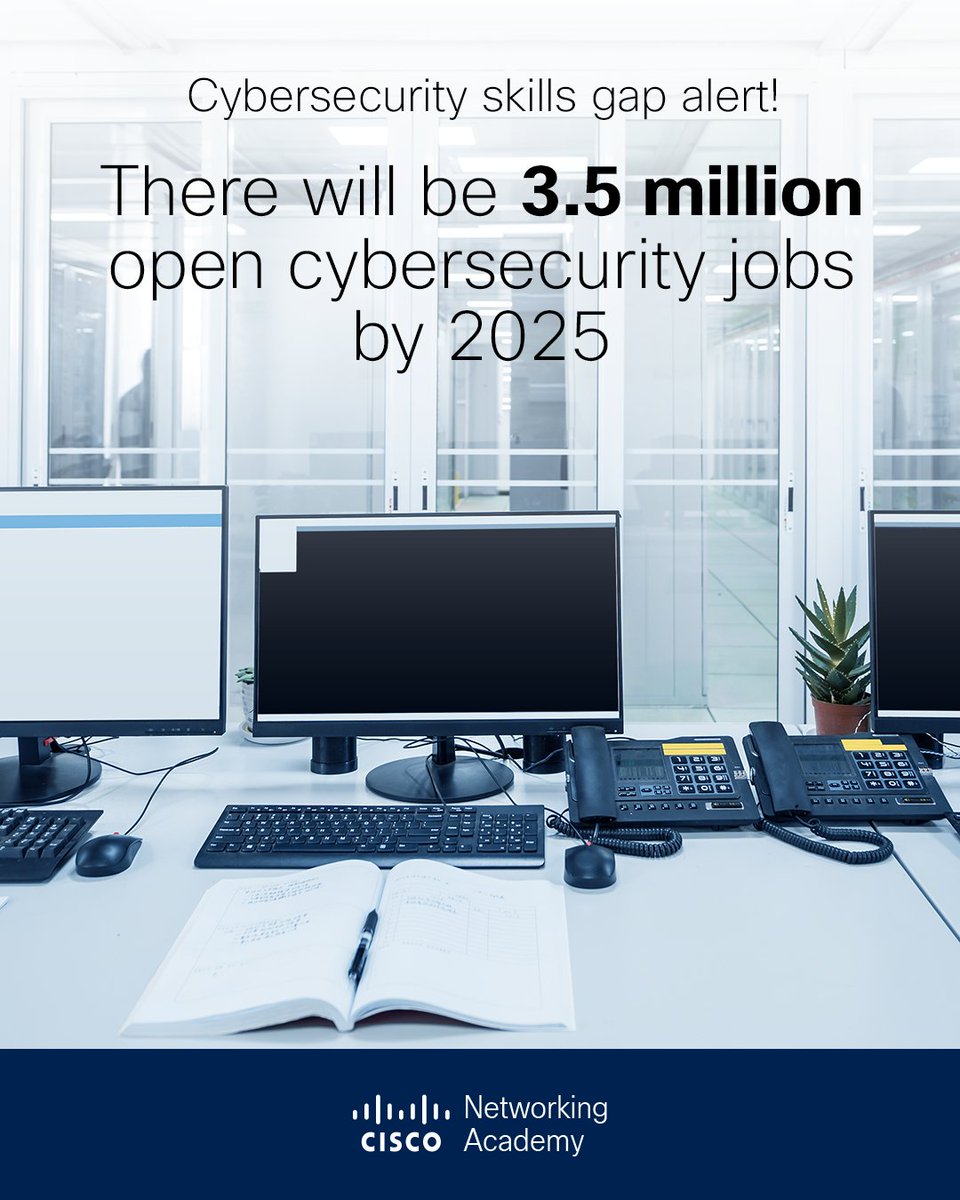 Cybersecurity skills gap alert!
There will be 3.5 million
open cybersecurity jobs
by 2025
CISCO
Networking
Academy